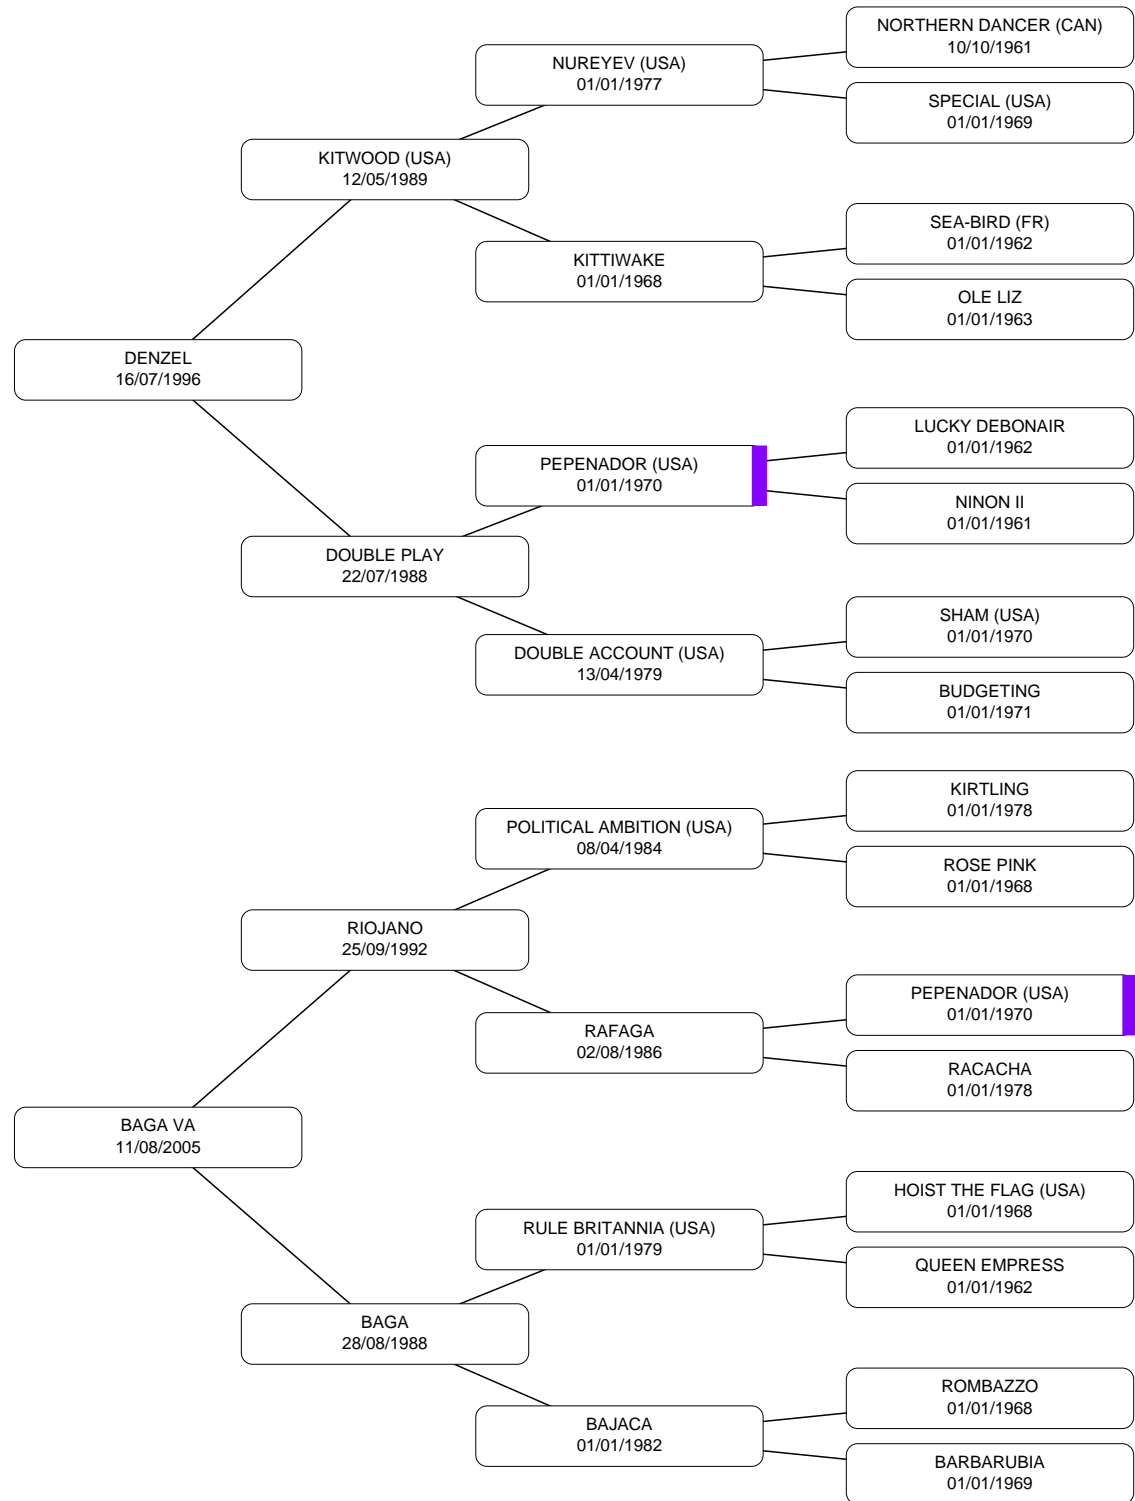 NORTHERN DANCER (CAN)
10/10/1961
NUREYEV (USA)
01/01/1977
SPECIAL (USA)
01/01/1969
KITWOOD (USA)
12/05/1989
SEA-BIRD (FR)
01/01/1962
KITTIWAKE
01/01/1968
OLE LIZ
01/01/1963
DENZEL
16/07/1996
LUCKY DEBONAIR
01/01/1962
PEPENADOR (USA)
01/01/1970
NINON II
01/01/1961
DOUBLE PLAY
22/07/1988
SHAM (USA)
01/01/1970
DOUBLE ACCOUNT (USA)
13/04/1979
BUDGETING
01/01/1971
KIRTLING
01/01/1978
POLITICAL AMBITION (USA)
08/04/1984
ROSE PINK
01/01/1968
RIOJANO
25/09/1992
PEPENADOR (USA)
01/01/1970
RAFAGA
02/08/1986
RACACHA
01/01/1978
BAGA VA
11/08/2005
HOIST THE FLAG (USA)
01/01/1968
RULE BRITANNIA (USA)
01/01/1979
QUEEN EMPRESS
01/01/1962
BAGA
28/08/1988
ROMBAZZO
01/01/1968
BAJACA
01/01/1982
BARBARUBIA
01/01/1969